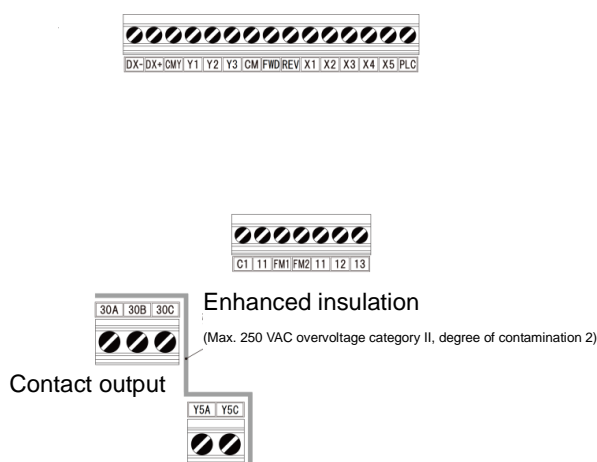 DX- DX+ CMY Y1 Y2 Y3 CM FWD REV X1 X2 X3 X4 X5 PLC
C1 11 FM1 FM2 11 12 13
Enhanced insulation
30A 30B 30C
(Max. 250 VAC overvoltage category II, degree of contamination 2)
Contact output
Y5A Y5C